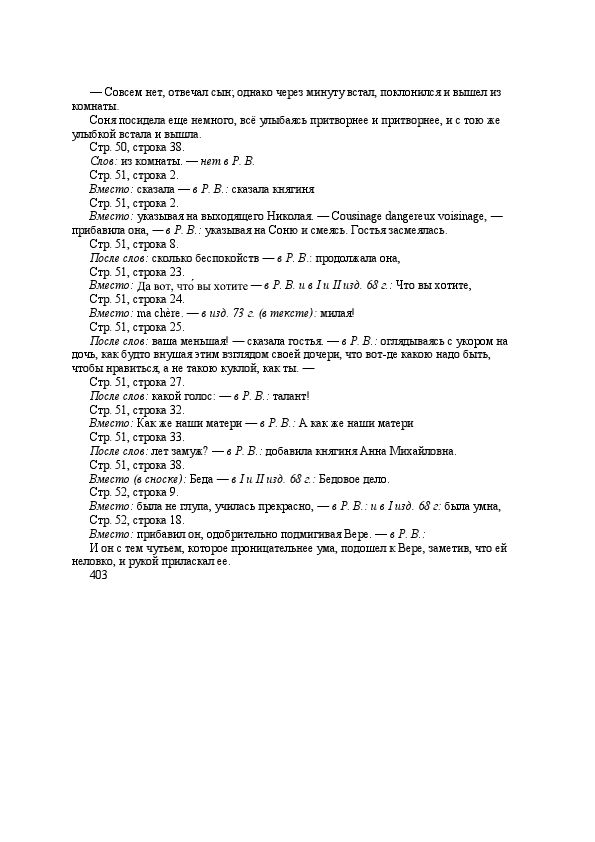 — Совсем нет, отвечал сын; однако через минуту встал, поклонился и вышел из
комнаты.
Соня посидела еще немного, всё улыбаясь притворнее и притворнее, и с тою же
улыбкой встала и вышла.
Стр. 50, строка 38.
Слов: из комнаты. — нет в Р. В.
Стр. 51, строка 2.
Вместо: сказала — в Р. В.: сказала княгиня
Стр. 51, строка 2.
Вместо: указывая на выходящего Николая. — Cousinage dangereux voisinage, —
прибавила она, — в Р. В.: указывая на Соню и смеясь. Гостья засмеялась.
Стр. 51, строка 8.
После слов: сколько беспокойств — в Р. В.: продолжала она,
Стр. 51, строка 23.
Вместо: Да вот, что́ вы хотите — в Р. В. и в I и II изд. 68 г.: Что вы хотите,
Стр. 51, строка 24.
Вместо: ma chère. — в изд. 73 г. (в тексте): милая!
Стр. 51, строка 25.
После слов: ваша меньшая! — сказала гостья. — в Р. В.: оглядываясь с укором на
дочь, как будто внушая этим взглядом своей дочери, что вот-де какою надо быть,
чтобы нравиться, а не такою куклой, как ты. —
Стр. 51, строка 27.
После слов: какой голос: — в Р. В.: талант!
Стр. 51, строка 32.
Вместо: Как же наши матери — в Р. В.: А как же наши матери
Стр. 51, строка 33.
После слов: лет замуж? — в Р. В.: добавила княгиня Анна Михайловна.
Стр. 51, строка 38.
Вместо (в сноске): Беда — в I и II изд. 68 г.: Бедовое дело.
Стр. 52, строка 9.
Вместо: была не глупа, училась прекрасно, — в Р. В.: и в I изд. 68 г: была умна,
Стр. 52, строка 18.
Вместо: прибавил он, одобрительно подмигивая Вере. — в Р. В.:
И он с тем чутьем, которое проницательнее ума, подошел к Вере, заметив, что ей
неловко, и рукой приласкал ее.
403